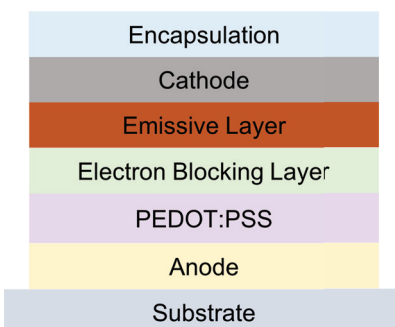 Encapsulation
Cathode
Emissive Layer
Electron Blocking Layer
PEDOT:PSS
Anode
Substrate